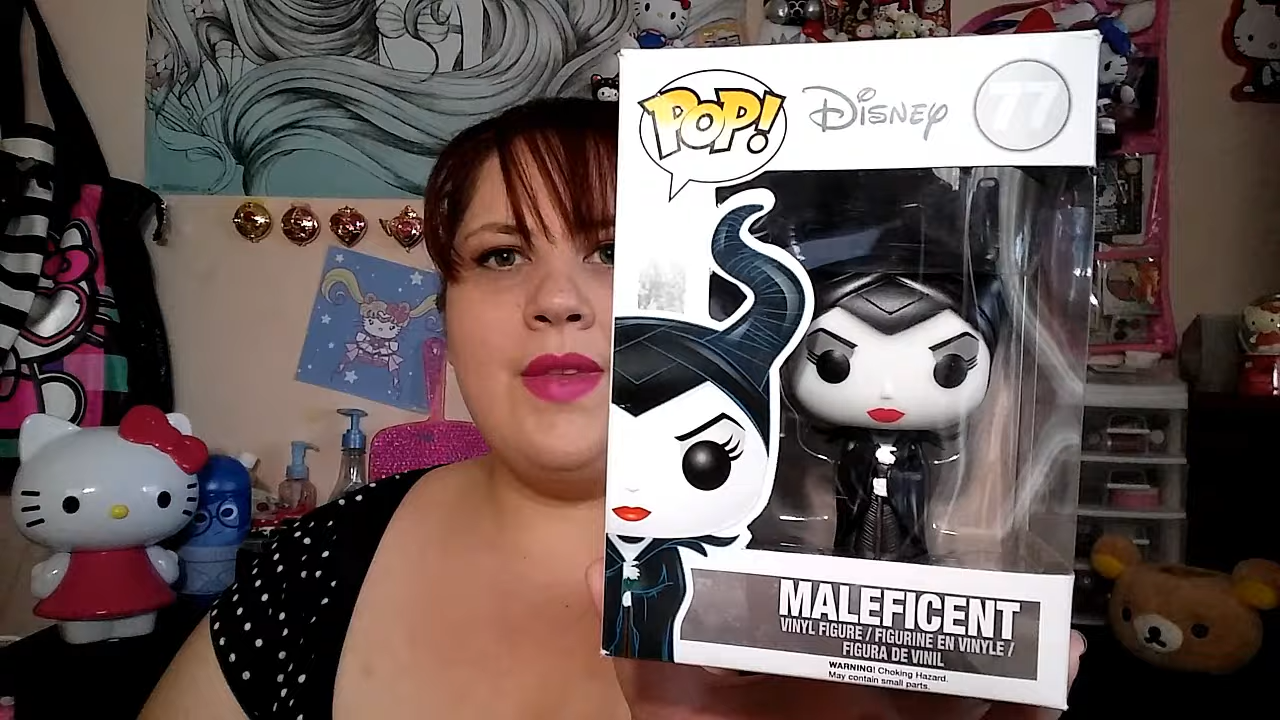 POP! Disney 77
MALEFICENT
VINYL FIGURE / FIGURINE EN VINYLE /
FIGURA DE VINIL
WARNING! Choking Hazard.
May contain small parts.